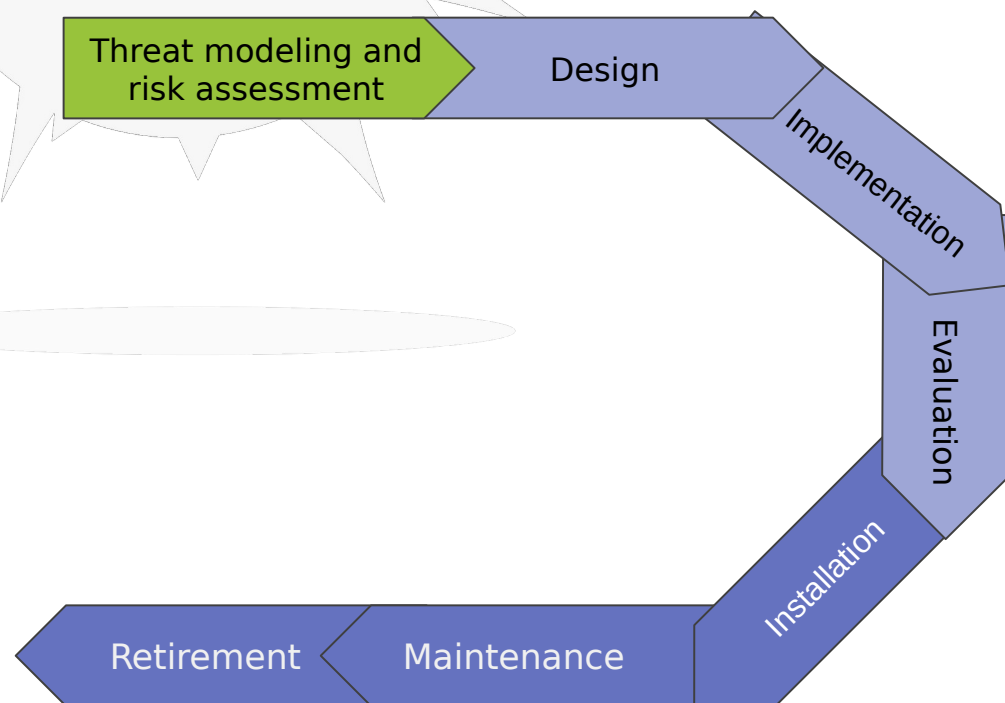 Threat modeling and
risk assessment
Design
Implementation
Evaluation
Installation
Maintenance
Retirement